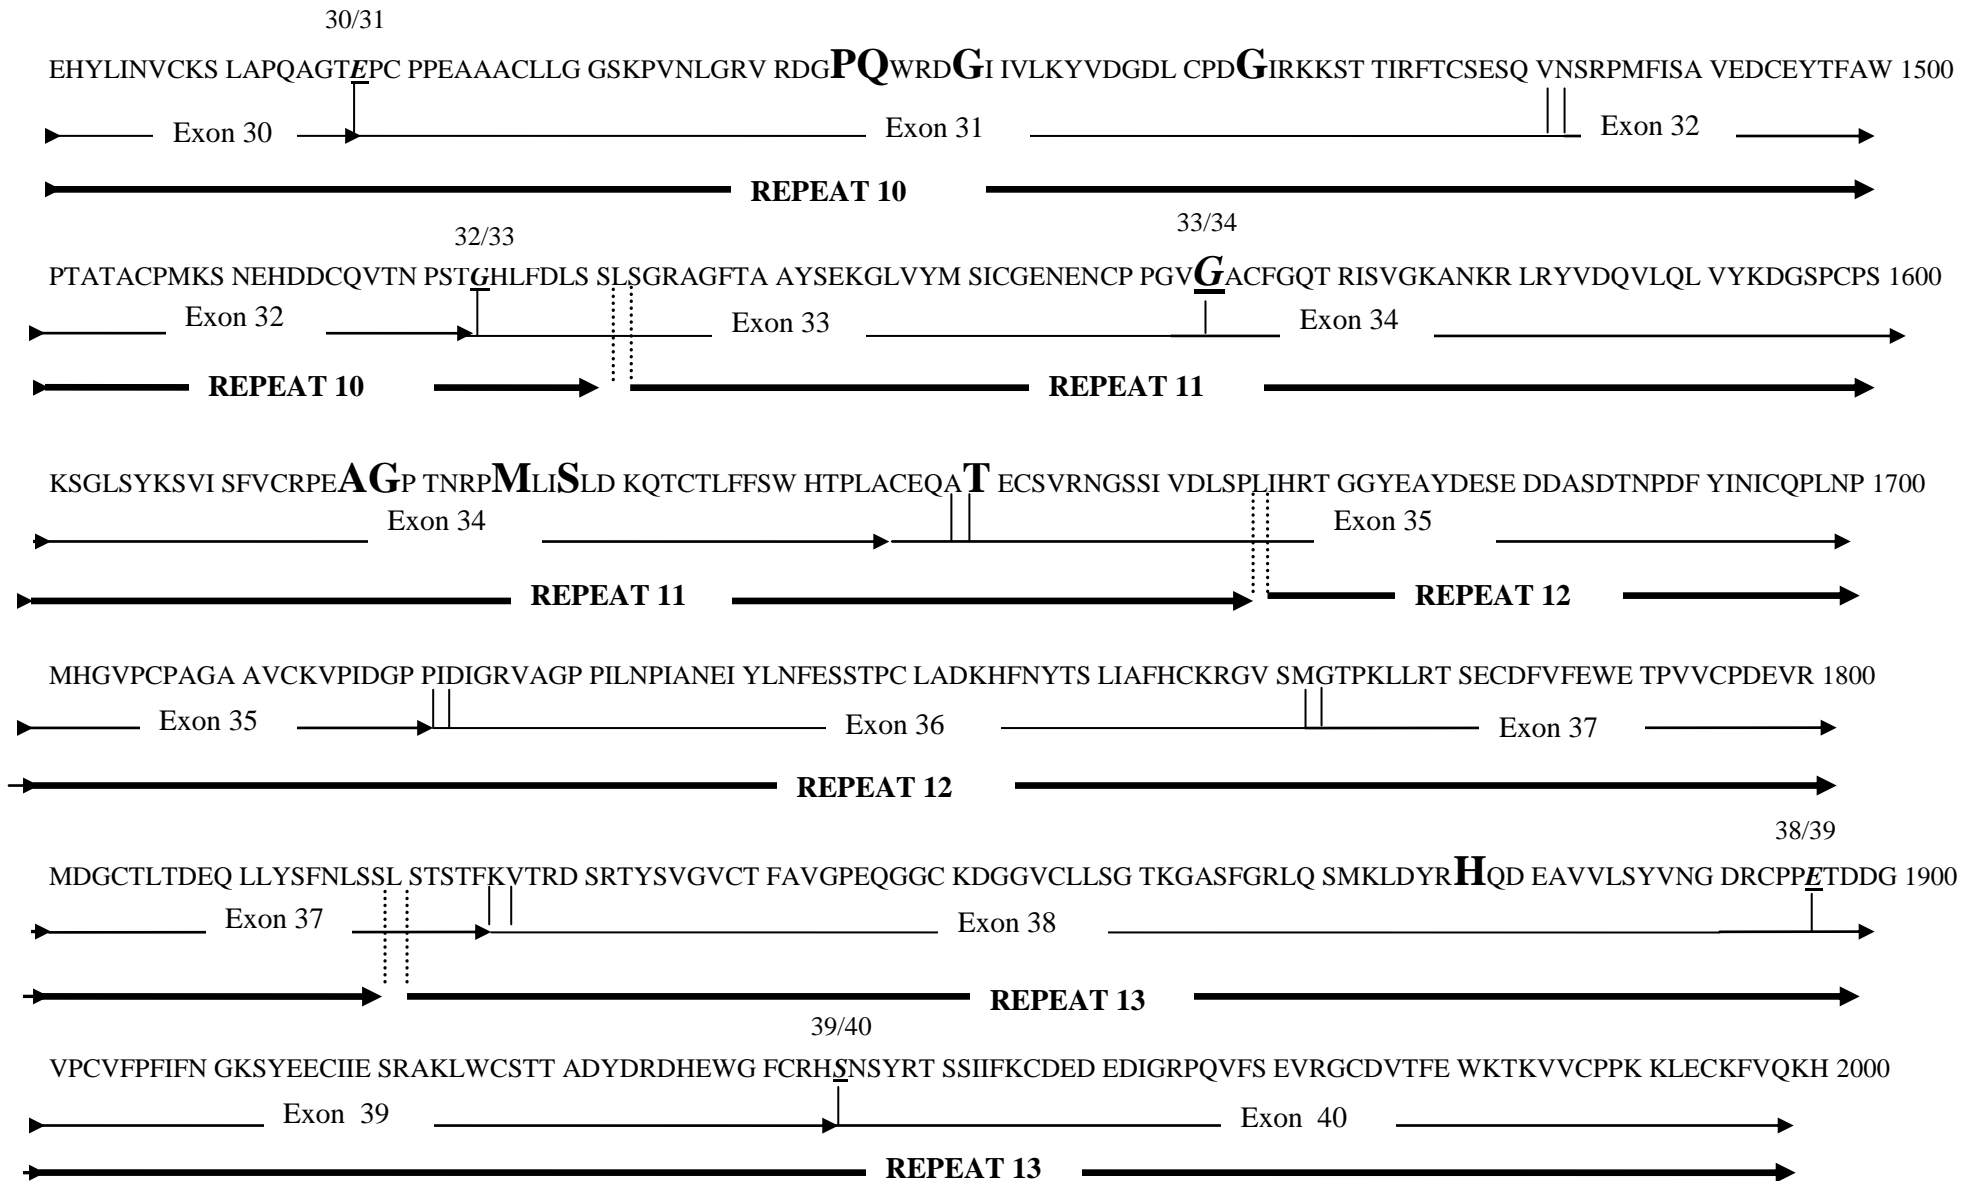 30/31
EHYLINVCKS LAPQAGTEPC PPEAAACLLG GSKPVNLGRV RDGPQWRDGI IVLKYVDGDL CPDGIRKKST TIRFTCSESQ VNSRPMFISA VEDCEYTFAW 1500
Exon 30 Exon 31 Exon 32
REPEAT 10
32/33 33/34
PTATACPMKS NEHDDCQVTN PSTGHLFDLS SLSGRAGFTA AYSEKGLVYM SICGENENCP PGVGACFGQT RISVGKANKR LRYVDQVLQL VYKDGSPCPS 1600
Exon 32 Exon 33 Exon 34
REPEAT 10 REPEAT 11
KSGLSYKSVI SFVCRPEAGP TNRPMLISLD KQTCTLFFSW HTPLACEQAT ECSVRNGSSI VDLSPLIHRT GGYEAYDESE DDASDTNPDF YINICQPLNP 1700
Exon 34 Exon 35
REPEAT 11 REPEAT 12
MHGVPCPAGA AVCKVPIDGP PIDIGRVAGP PILNPIANEI YLNFESSTPC LADKHFNYTS LIAFHCKRGV SMGTPKLLRT SECDFVFEWE TPVVCPDEVR 1800
Exon 35 Exon 36 Exon 37
REPEAT 12
38/39
MDGCTLTDEQ LLYSFNLSSL STSTFKVTRD SRTYSVGVCT FAVGPEQGGC KDGGVCLLSG TKGASFGRLQ SMKLDYRHQD EAVVLSYVNG DRCPPETDDG 1900
Exon 37 Exon 38
REPEAT 13
39/40
VPCVFPFIFN GKSYEECIIE SRAKLWCSTT ADYDRDHEWG FCRHSNSYRT SSIIFKCDED EDIGRPQVFS EVRGCDVTFE WKTKVVCPPK KLECKFVQKH 2000
Exon 39 Exon 40
REPEAT 13